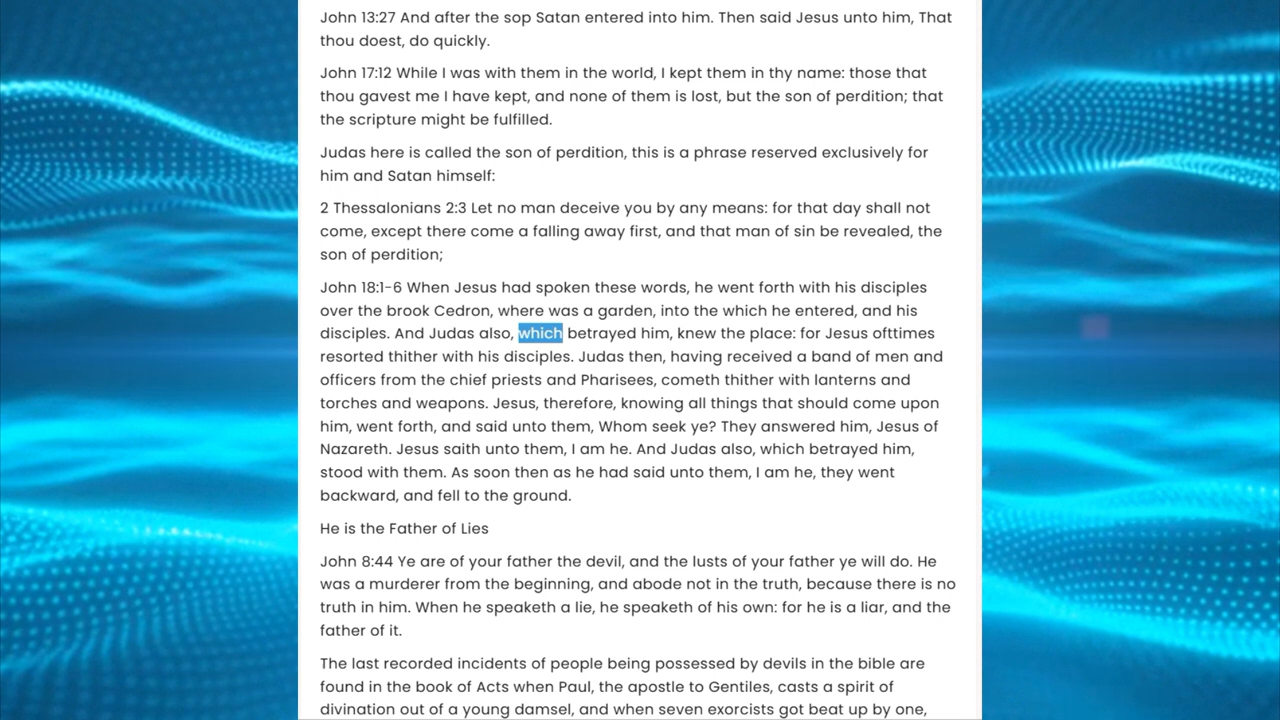 John 13:27 And after the sop Satan entered into him. Then said Jesus unto him, That
thou doest, do quickly.
John 17:12 While I was with them in the world, I kept them in thy name: those that
thou gavest me I have kept, and none of them is lost, but the son of perdition; that
the scripture might be fulfilled.
Judas here is called the son of perdition, this is a phrase reserved exclusively for
him and Satan himself:
2 Thessalonians 2:3 Let no man deceive you by any means: for that day shall not
come, except there come a falling away first, and that man of sin be revealed, the
son of perdition;
John 18:1-6 When Jesus had spoken these words, he went forth with his disciples
over the brook Cedron, where was a garden, into the which he entered, and his
disciples. And Judas also, which betrayed him, knew the place: for Jesus ofttimes
resorted thither with his disciples. Judas then, having received a band of men and
officers from the chief priests and Pharisees, cometh thither with lanterns and
torches and weapons. Jesus, therefore, knowing all things that should come upon
him, went forth, and said unto them, Whom seek ye? They answered him, Jesus of
Nazareth. Jesus saith unto them, I am he. And Judas also, which betrayed him,
stood with them. As soon then as he had said unto them, I am he, they went
backward, and fell to the ground.
He is the Father of Lies
John 8:44 Ye are of your father the devil, and the lusts of your father ye will do. He
was a murderer from the beginning, and abode not in the truth, because there is no
truth in him. When he speaketh a lie, he speaketh of his own: for he is a liar, and the
father of it.
The last recorded incidents of people being possessed by devils in the bible are
found in the book of Acts when Paul, the apostle to Gentiles, casts a spirit of
divination out of a young damsel, and when seven exorcists got beat up by one,